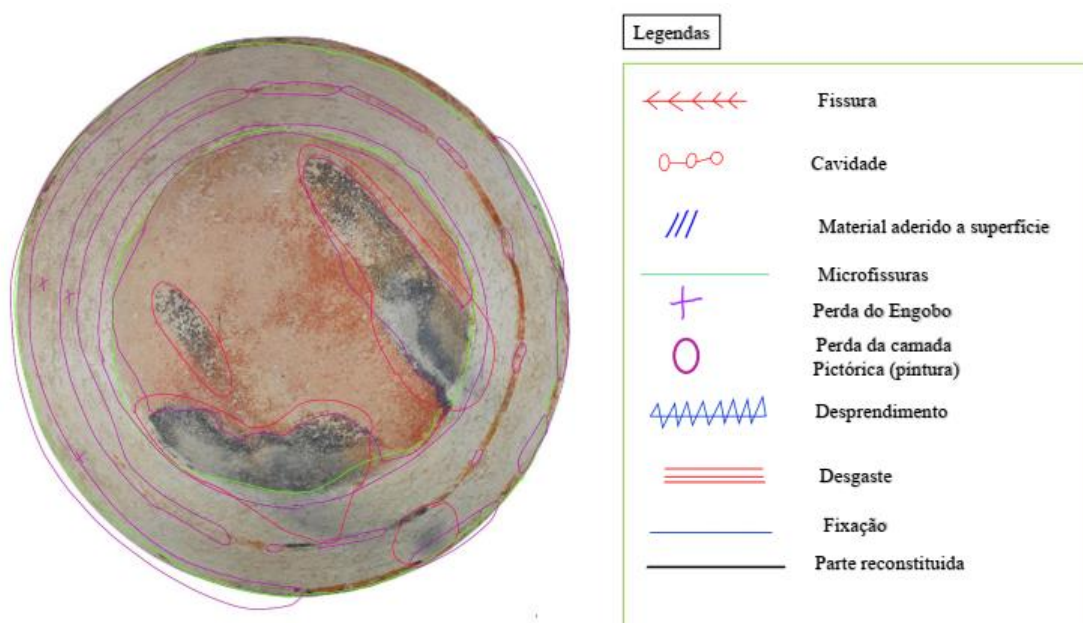 Legendas
Fissura
Cavidade
Material aderido a superfície
Microfissuras
Perda do Engobo
Perda da camada
Pictórica (pintura)
Desprendimento
Desgaste
Fixação
Parte reconstituida